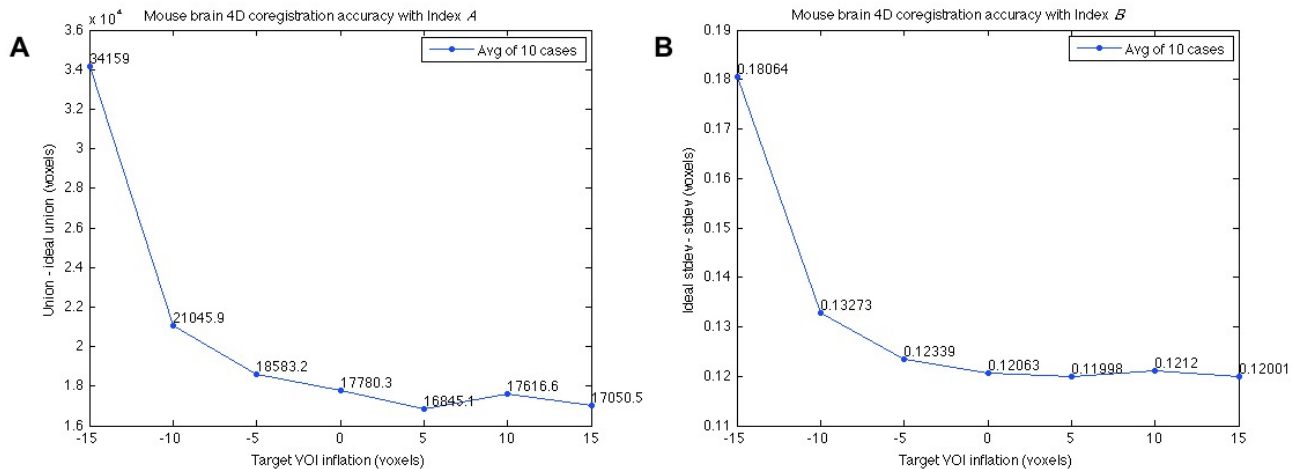 A
Mouse brain 4D coregistration accuracy with Index A
x 10⁴
3.6
3.4
3.2
3
2.8
2.6
2.4
2.2
2
1.8
1.6
Union - ideal union (voxels)
Avg of 10 cases
34159
21045.9
18583.2
17780.3
16845.1
17616.6
17050.5
-15 -10 -5 0 5 10 15
Target VOI inflation (voxels)
B
Mouse brain 4D coregistration accuracy with Index B
0.19
0.18
0.17
0.16
0.15
0.14
0.13
0.12
0.11
Ideal stdev - stdev (voxels)
Avg of 10 cases
0.18064
0.13273
0.12339
0.12063
0.11998
0.1212
0.12001
-15 -10 -5 0 5 10 15
Target VOI inflation (voxels)